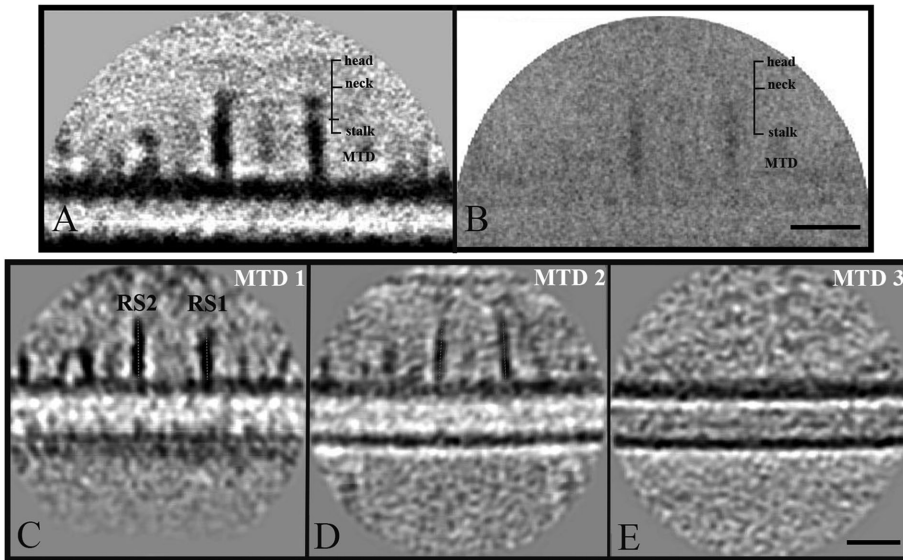 head
neck
stalk
MTD
A
head
neck
stalk
MTD
B
MTD 1
RS2 RS1
C
MTD 2
D
MTD 3
E